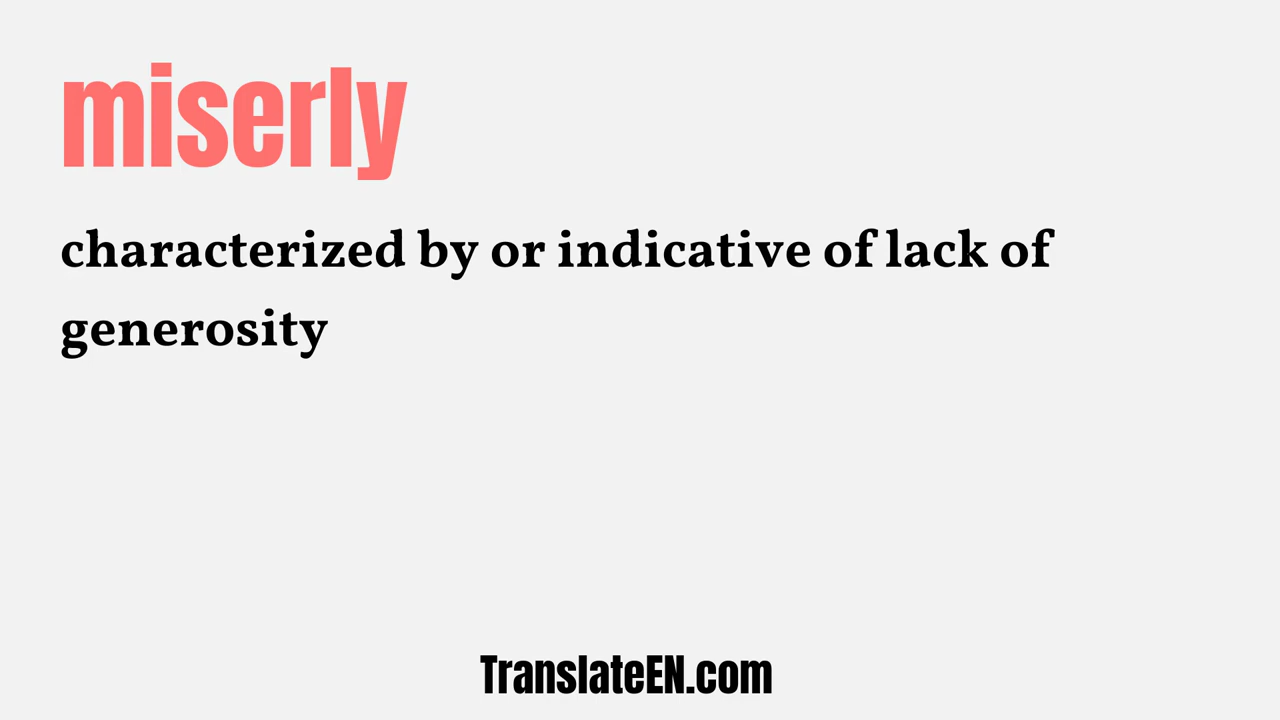 miserly
characterized by or indicative of lack of
generosity
TranslateEN.com